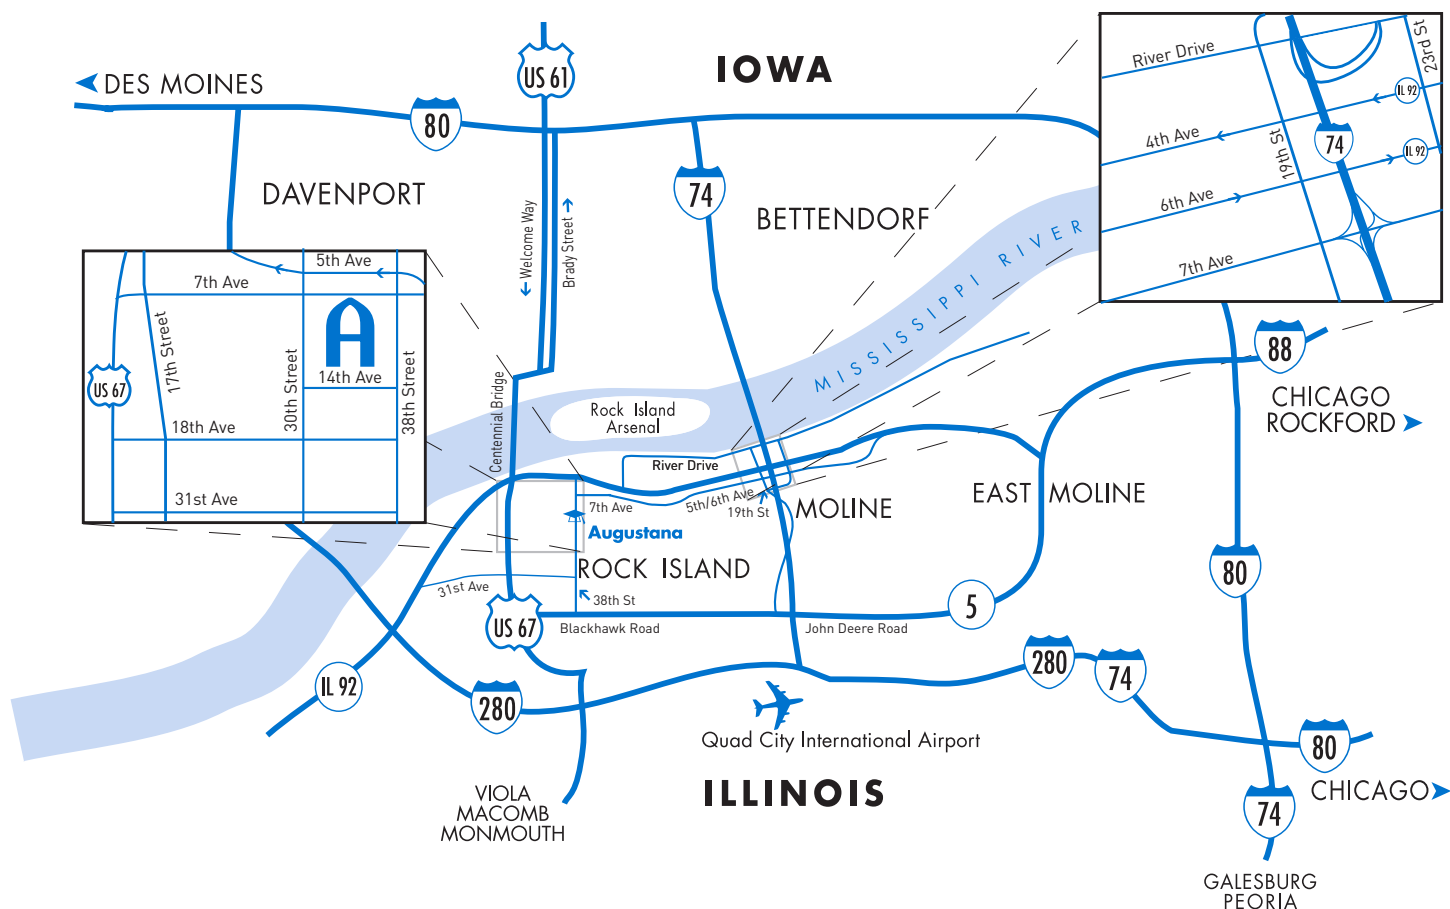 US 61
IOWA
DES MOINES
80
DAVENPORT
74
BETTENDORF
Welcome Way
Brady Street
MISSISSIPPI RIVER
River Drive
23rd St
IL 92
4th Ave
19th St
74
IL 92
6th Ave
7th Ave
5th Ave
7th Ave
17th Street
A
US 67
14th Ave
30th Street
38th Street
18th Ave
31st Ave
Centennial Bridge
Rock Island
Arsenal
88
CHICAGO
ROCKFORD
River Drive
5th/6th Ave
7th Ave
19th St
MOLINE
EAST MOLINE
Augustana
ROCK ISLAND
31st Ave
38th St
80
5
US 67
Blackhawk Road
John Deere Road
IL 92
280
280
74
Quad City International Airport
80
ILLINOIS
CHICAGO
74
VIOLA
MACOMB
MONMOUTH
GALESBURG
PEORIA